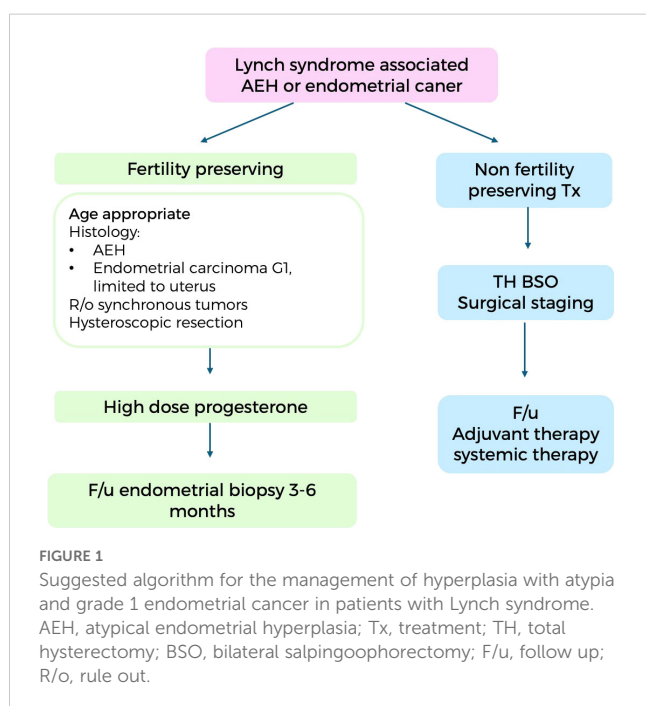 Lynch syndrome associated
AEH or endometrial caner
Fertility preserving
Age appropriate
Histology:
• AEH
• Endometrial carcinoma G1,
limited to uterus
R/o synchronous tumors
Hysteroscopic resection
High dose progesterone
F/u endometrial biopsy 3-6
months
Non fertility
preserving Tx
TH BSO
Surgical staging
F/u
Adjuvant therapy
systemic therapy
FIGURE 1
Suggested algorithm for the management of hyperplasia with atypia
and grade 1 endometrial cancer in patients with Lynch syndrome.
AEH, atypical endometrial hyperplasia; Tx, treatment; TH, total
hysterectomy; BSO, bilateral salpingoophorectomy; F/u, follow up;
R/o, rule out.